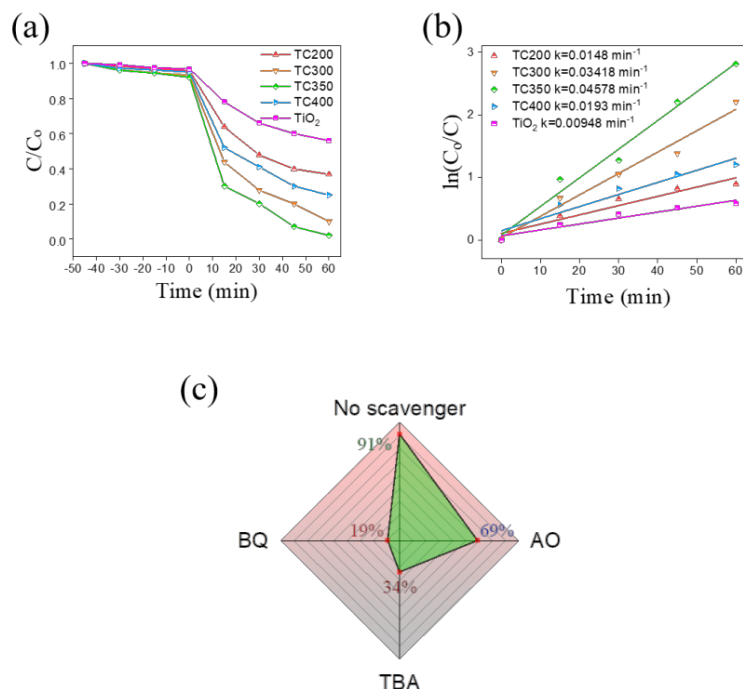 (a)
C/C₀
1.0
0.8
0.6
0.4
0.2
0.0
-50 -40 -30 -20 -10 0 10 20 30 40 50 60
Time (min)
TC200
TC300
TC350
TC400
TiO₂
(b)
ln(C₀/C)
3
2
1
0
0 10 20 30 40 50 60
Time (min)
TC200 k=0.0148 min⁻¹
TC300 k=0.03418 min⁻¹
TC350 k=0.04578 min⁻¹
TC400 k=0.0193 min⁻¹
TiO₂ k=0.00948 min⁻¹
(c)
No scavenger
91%
BQ
19%
69%
AO
34%
TBA